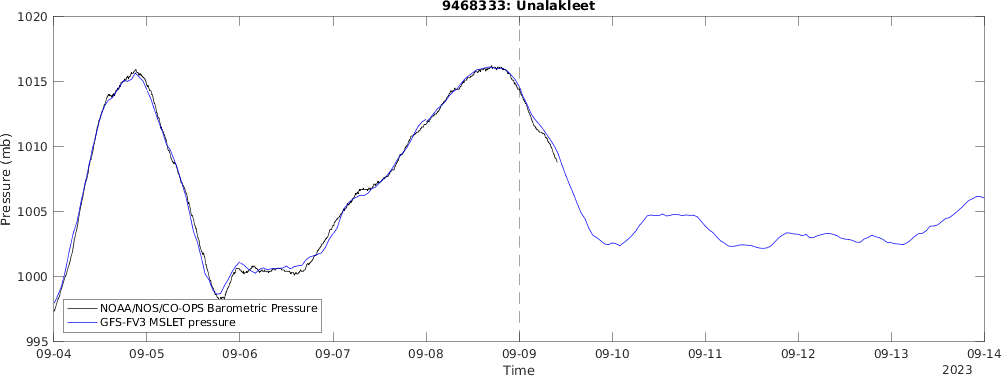 9468333: Unalakleet
1020
1015
1010
1005
1000
995
Pressure (mb)
NOAA/NOS/CO-OPS Barometric Pressure
GFS-FV3 MSLET pressure
09-04 09-05 09-06 09-07 09-08 09-09 09-10 09-11 09-12 09-13 09-14
Time
2023